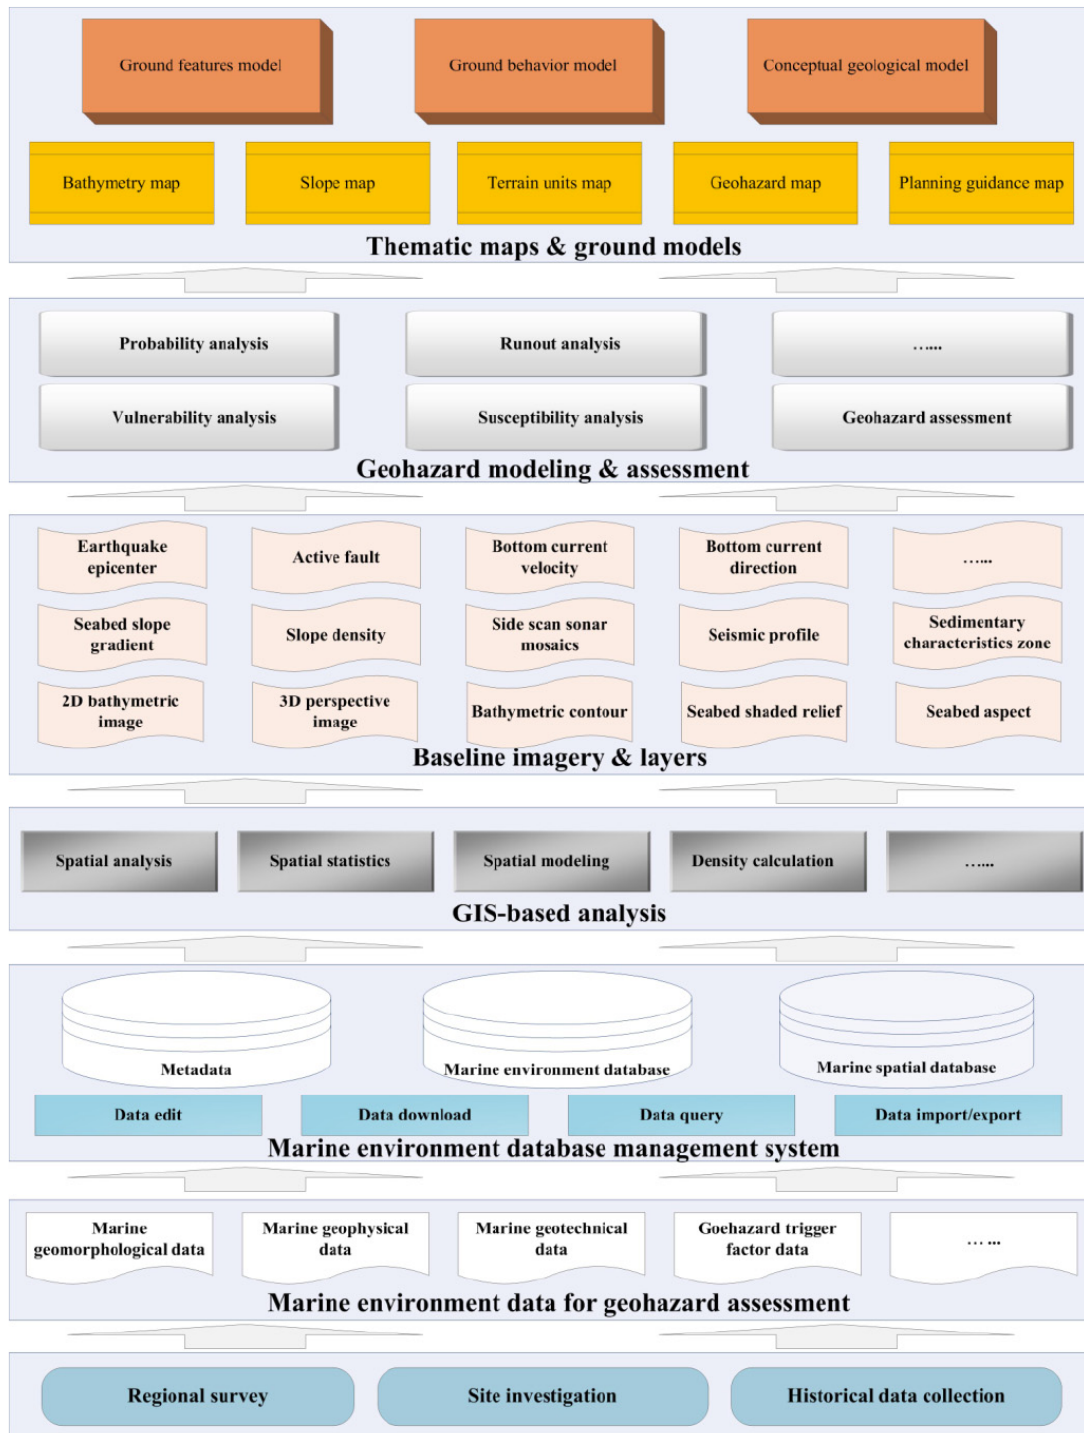 Ground features model
Ground behavior model
Conceptual geological model
Bathymetry map
Slope map
Terrain units map
Geohazard map
Planning guidance map
Thematic maps & ground models
Probability analysis
Runout analysis
…...
Vulnerability analysis
Susceptibility analysis
Geohazard assessment
Geohazard modeling & assessment
Earthquake
epicenter
Active fault
Bottom current
velocity
Bottom current
direction
…...
Seabed slope
gradient
Slope density
Side scan sonar
mosaics
Seismic profile
Sedimentary
characteristics zone
2D bathymetric
image
3D perspective
image
Bathymetric contour
Seabed shaded relief
Seabed aspect
Baseline imagery & layers
Spatial analysis
Spatial statistics
Spatial modeling
Density calculation
…...
GIS-based analysis
Metadata
Marine environment database
Marine spatial database
Data edit
Data download
Data query
Data import/export
Marine environment database management system
Marine
geomorphological data
Marine geophysical
data
Marine geotechnical
data
Goehazard trigger
factor data
… ...
Marine environment data for geohazard assessment
Regional survey
Site investigation
Historical data collection